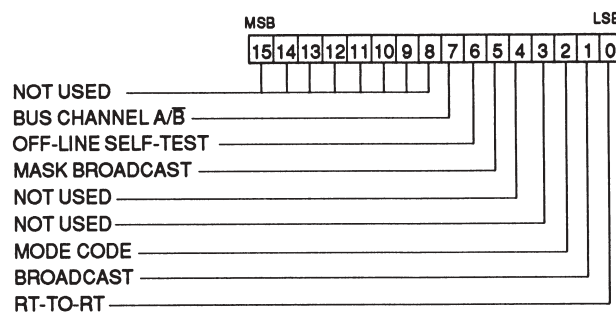 MSB LSB
15 14 13 12 11 10 9 8 7 6 5 4 3 2 1 0
NOT USED
BUS CHANNEL A/B̅
OFF-LINE SELF-TEST
MASK BROADCAST
NOT USED
NOT USED
MODE CODE
BROADCAST
RT-TO-RT